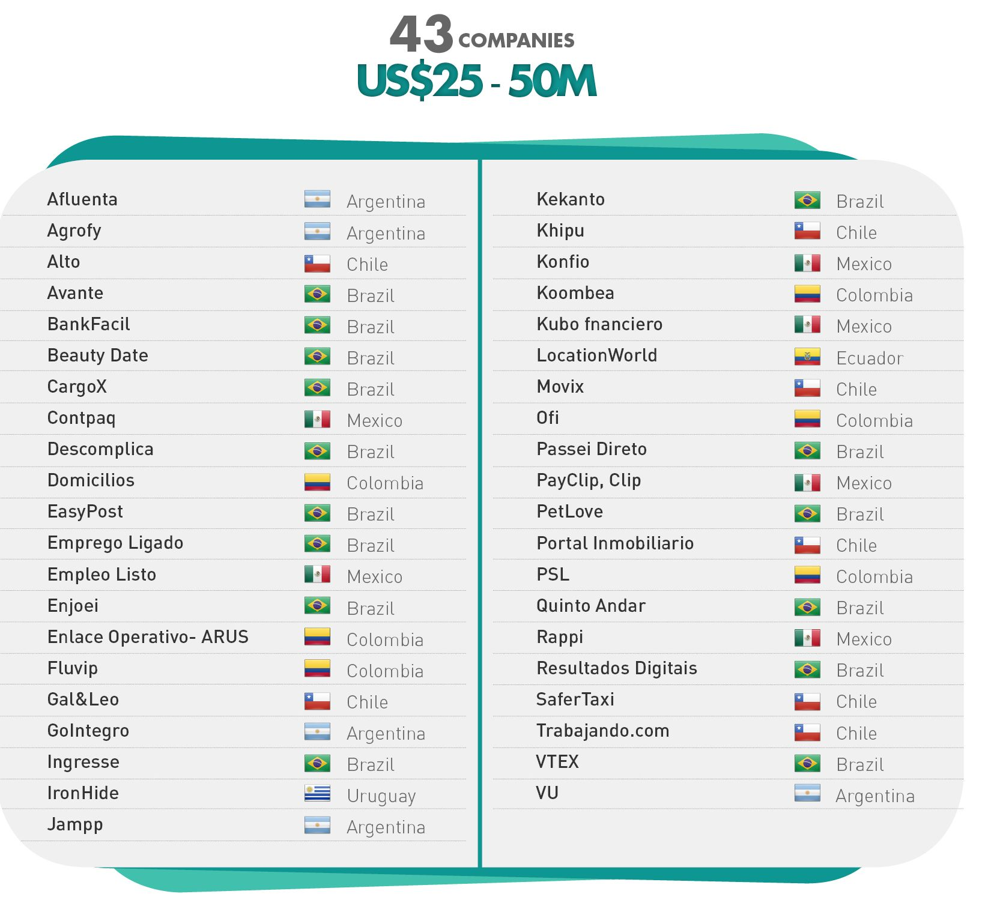 43 COMPANIES
US$25 - 50M
Afluenta Argentina
Agrofy Argentina
Alto Chile
Avante Brazil
BankFacil Brazil
Beauty Date Brazil
CargoX Brazil
Contpaq Mexico
Descomplica Brazil
Domicilios Colombia
EasyPost Brazil
Emprego Ligado Brazil
Empleo Listo Mexico
Enjoei Brazil
Enlace Operativo- ARUS Colombia
Fluvip Colombia
Gal&Leo Chile
GoIntegro Argentina
Ingresse Brazil
IronHide Uruguay
Jampp Argentina
Kekanto Brazil
Khipu Chile
Konfio Mexico
Koombea Colombia
Kubo fnanciero Mexico
LocationWorld Ecuador
Movix Chile
Ofi Colombia
Passei Direto Brazil
PayClip, Clip Mexico
PetLove Brazil
Portal Inmobiliario Chile
PSL Colombia
Quinto Andar Brazil
Rappi Mexico
Resultados Digitais Brazil
SaferTaxi Chile
Trabajando.com Chile
VTEX Brazil
VU Argentina